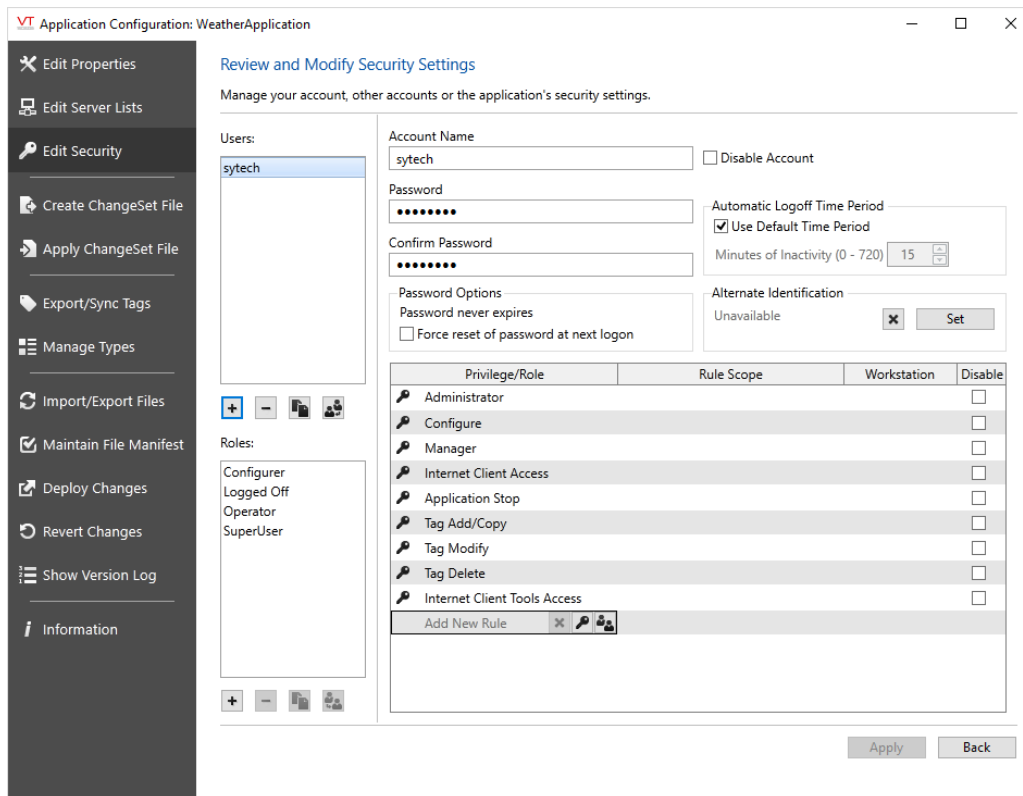 VT Application Configuration: WeatherApplication
Edit Properties
Edit Server Lists
Edit Security
Create ChangeSet File
Apply ChangeSet File
Export/Sync Tags
Manage Types
Import/Export Files
Maintain File Manifest
Deploy Changes
Revert Changes
Show Version Log
Information
Review and Modify Security Settings
Manage your account, other accounts or the application's security settings.
Users:
sytech
Roles:
Configurer
Logged Off
Operator
SuperUser
Account Name
sytech
Disable Account
Password
••••••••
Confirm Password
••••••••
Automatic Logoff Time Period
Use Default Time Period
Minutes of Inactivity (0 - 720) 15
Password Options
Password never expires
Force reset of password at next logon
Alternate Identification
Unavailable
Set
Privilege/Role Rule Scope Workstation Disable
Administrator
Configure
Manager
Internet Client Access
Application Stop
Tag Add/Copy
Tag Modify
Tag Delete
Internet Client Tools Access
Add New Rule
Apply Back